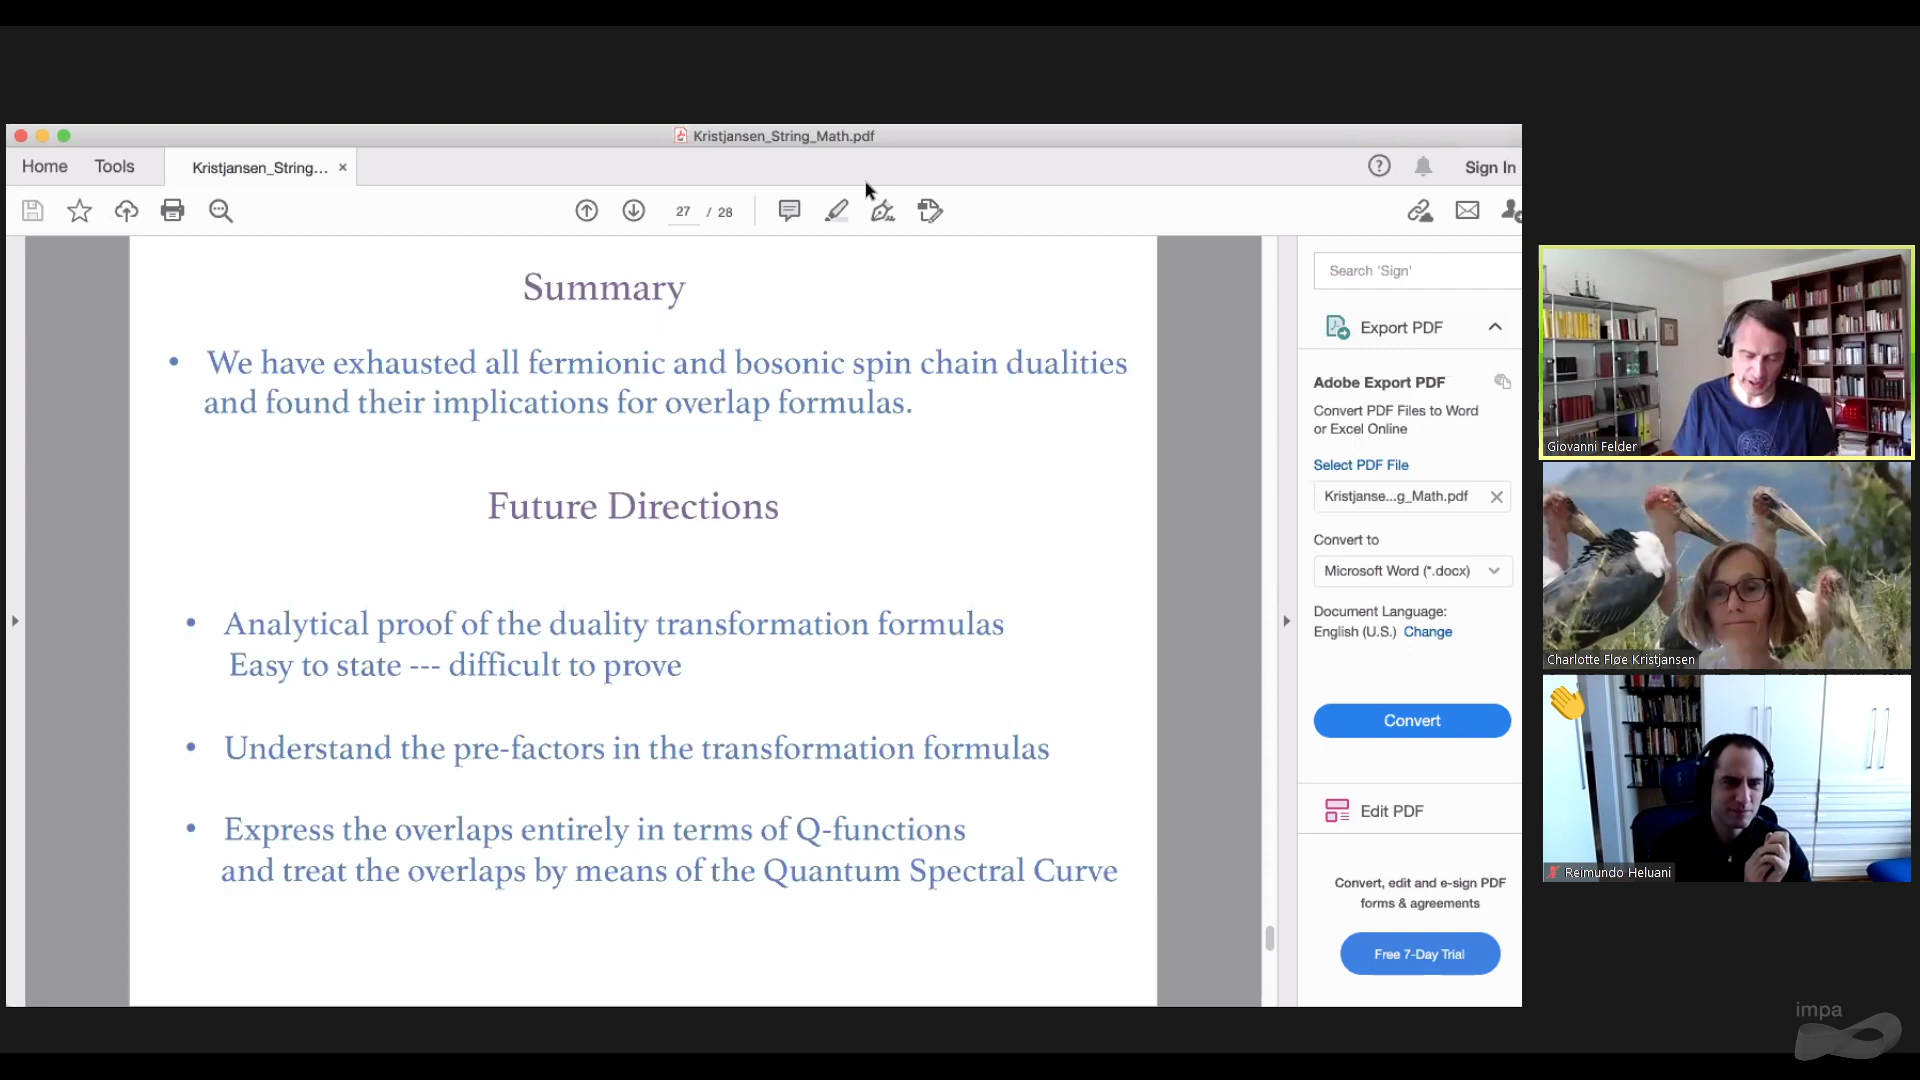 Kristjansen_String_Math.pdf
Home
Tools
Kristjansen_String...
Sign In
27 / 28
Summary
• We have exhausted all fermionic and bosonic spin chain dualities
and found their implications for overlap formulas.
Future Directions
• Analytical proof of the duality transformation formulas
Easy to state --- difficult to prove
• Understand the pre-factors in the transformation formulas
• Express the overlaps entirely in terms of Q-functions
and treat the overlaps by means of the Quantum Spectral Curve
Search 'Sign'
Export PDF
Adobe Export PDF
Convert PDF Files to Word
or Excel Online
Select PDF File
Kristjanse...g_Math.pdf
Convert to
Microsoft Word (*.docx)
Document Language:
English (U.S.) Change
Convert
Edit PDF
Convert, edit and e-sign PDF
forms & agreements
Free 7-Day Trial
Giovanni Felder
Charlotte Fløe Kristjansen
Reimundo Heluani
impa